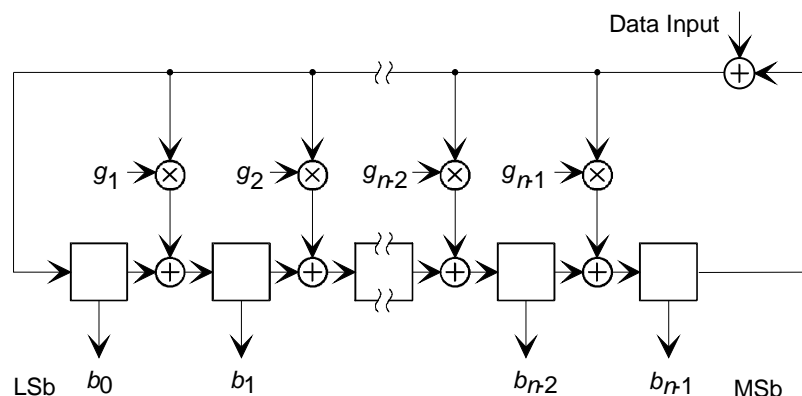 Data Input
g1 g2 gn-2 gn-1
b0 b1 bn-2 bn-1
LSb MSb